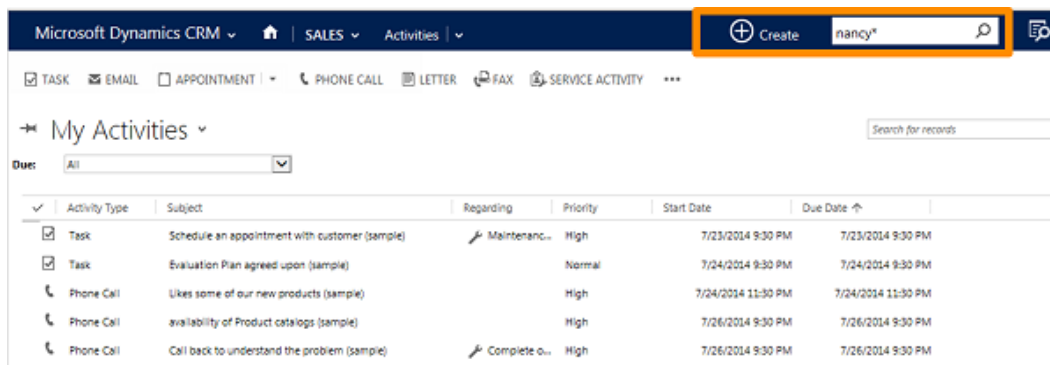 Microsoft Dynamics CRM SALES Activities Create nancy*
TASK EMAIL APPOINTMENT PHONE CALL LETTER FAX SERVICE ACTIVITY •••
My Activities Search for records
Due: All
Activity Type Subject Regarding Priority Start Date Due Date
Task Schedule an appointment with customer (sample) Maintenanc... High 7/23/2014 9:30 PM 7/23/2014 9:30 PM
Task Evaluation Plan agreed upon (sample) Normal 7/24/2014 9:30 PM 7/24/2014 9:30 PM
Phone Call Likes some of our new products (sample) High 7/24/2014 11:30 PM 7/24/2014 11:30 PM
Phone Call availability of Product catalogs (sample) High 7/26/2014 9:30 PM 7/26/2014 9:30 PM
Phone Call Call back to understand the problem (sample) Complete o... High 7/26/2014 9:30 PM 7/26/2014 9:30 PM